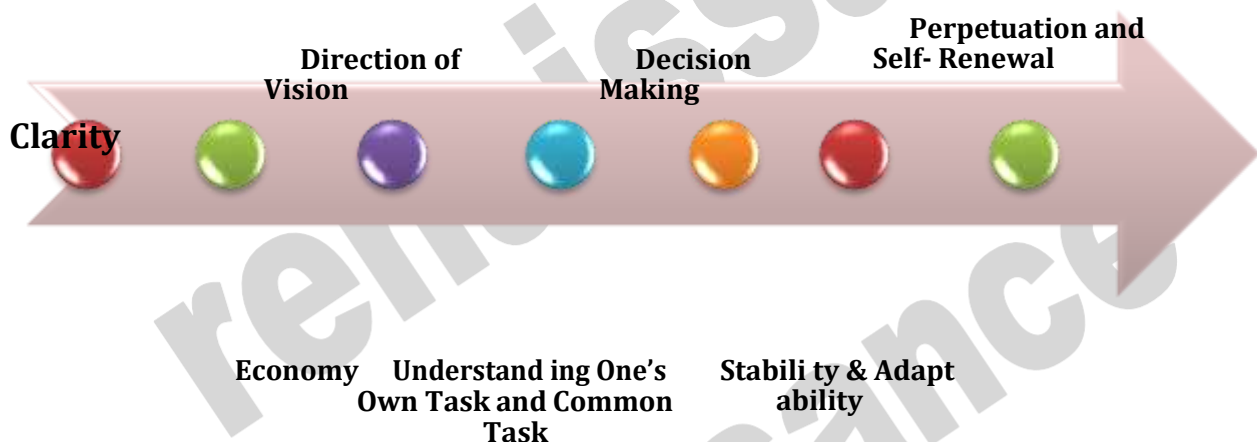 Perpetuation and
Direction of
Decision
Self- Renewal
Vision
Making
Clarity
Economy
Understand ing One’s
Stabili ty & Adapt
Own Task and Common
ability
Task
renaissance